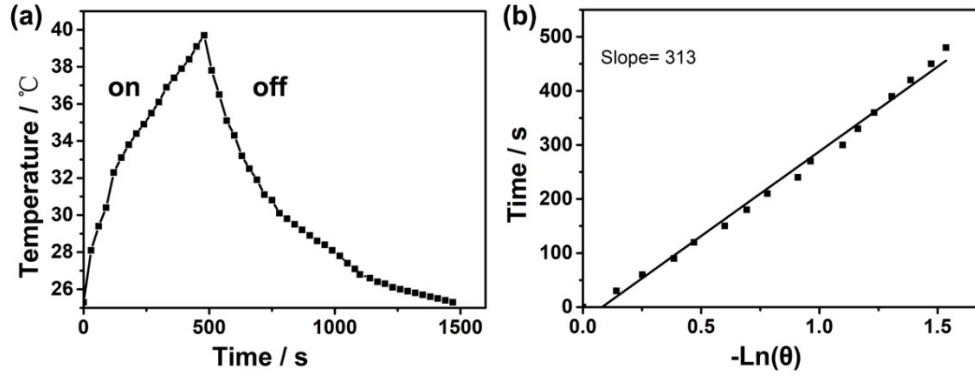 (a)
Temperature / °C
40
38
36
34
32
30
28
26
on
off
0
500
1000
1500
Time / s
(b)
Time / s
500
400
300
200
100
0
Slope= 313
0.0
0.5
1.0
1.5
-Ln(θ)